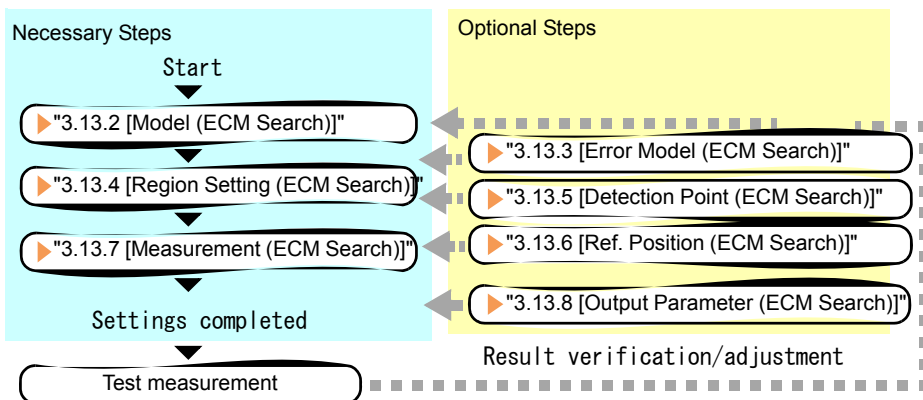 Necessary Steps
Start
"3.13.2 [Model (ECM Search)]"
"3.13.4 [Region Setting (ECM Search)]"
"3.13.7 [Measurement (ECM Search)]"
Settings completed
Test measurement
Optional Steps
"3.13.3 [Error Model (ECM Search)]"
"3.13.5 [Detection Point (ECM Search)]"
"3.13.6 [Ref. Position (ECM Search)]"
"3.13.8 [Output Parameter (ECM Search)]"
Result verification/adjustment